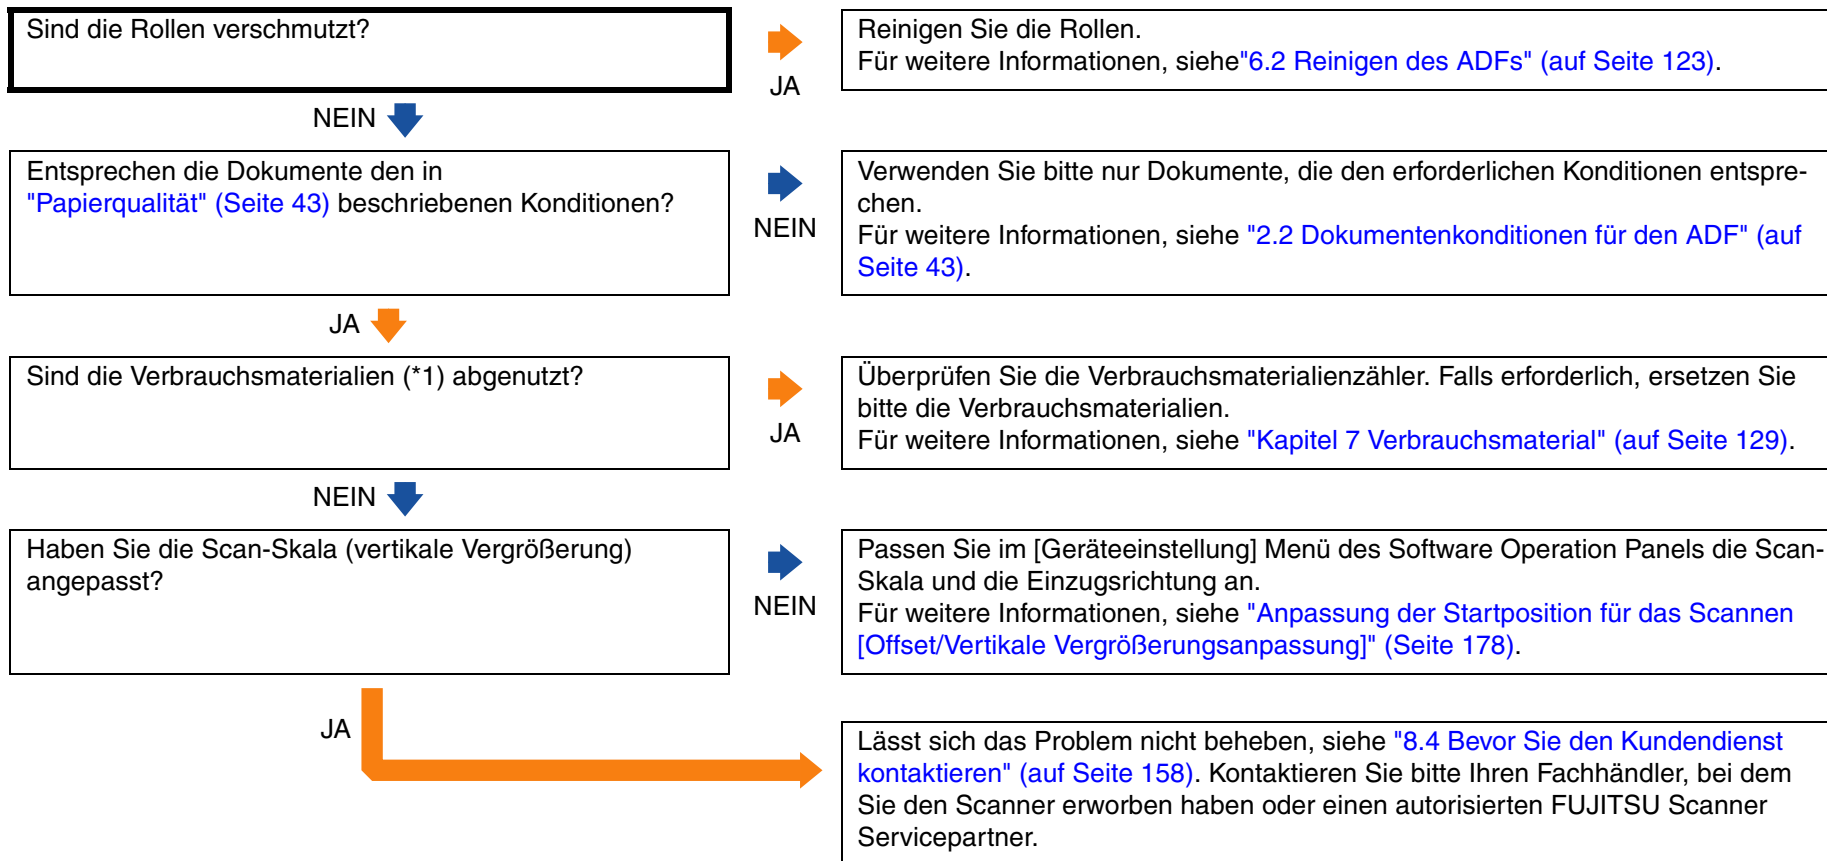 Sind die Rollen verschmutzt?
JA
Reinigen Sie die Rollen.
Für weitere Informationen, siehe"6.2 Reinigen des ADFs" (auf Seite 123).
NEIN
Entsprechen die Dokumente den in
"Papierqualität" (Seite 43) beschriebenen Konditionen?
NEIN
Verwenden Sie bitte nur Dokumente, die den erforderlichen Konditionen entspre-
chen.
Für weitere Informationen, siehe "2.2 Dokumentenkonditionen für den ADF" (auf
Seite 43).
JA
Sind die Verbrauchsmaterialien (*1) abgenutzt?
JA
Überprüfen Sie die Verbrauchsmaterialienzähler. Falls erforderlich, ersetzen Sie
bitte die Verbrauchsmaterialien.
Für weitere Informationen, siehe "Kapitel 7 Verbrauchsmaterial" (auf Seite 129).
NEIN
Haben Sie die Scan-Skala (vertikale Vergrößerung)
angepasst?
NEIN
Passen Sie im [Geräteeinstellung] Menü des Software Operation Panels die Scan-
Skala und die Einzugsrichtung an.
Für weitere Informationen, siehe "Anpassung der Startposition für das Scannen
[Offset/Vertikale Vergrößerungsanpassung]" (Seite 178).
JA
Lässt sich das Problem nicht beheben, siehe "8.4 Bevor Sie den Kundendienst
kontaktieren" (auf Seite 158). Kontaktieren Sie bitte Ihren Fachhändler, bei dem
Sie den Scanner erworben haben oder einen autorisierten FUJITSU Scanner
Servicepartner.